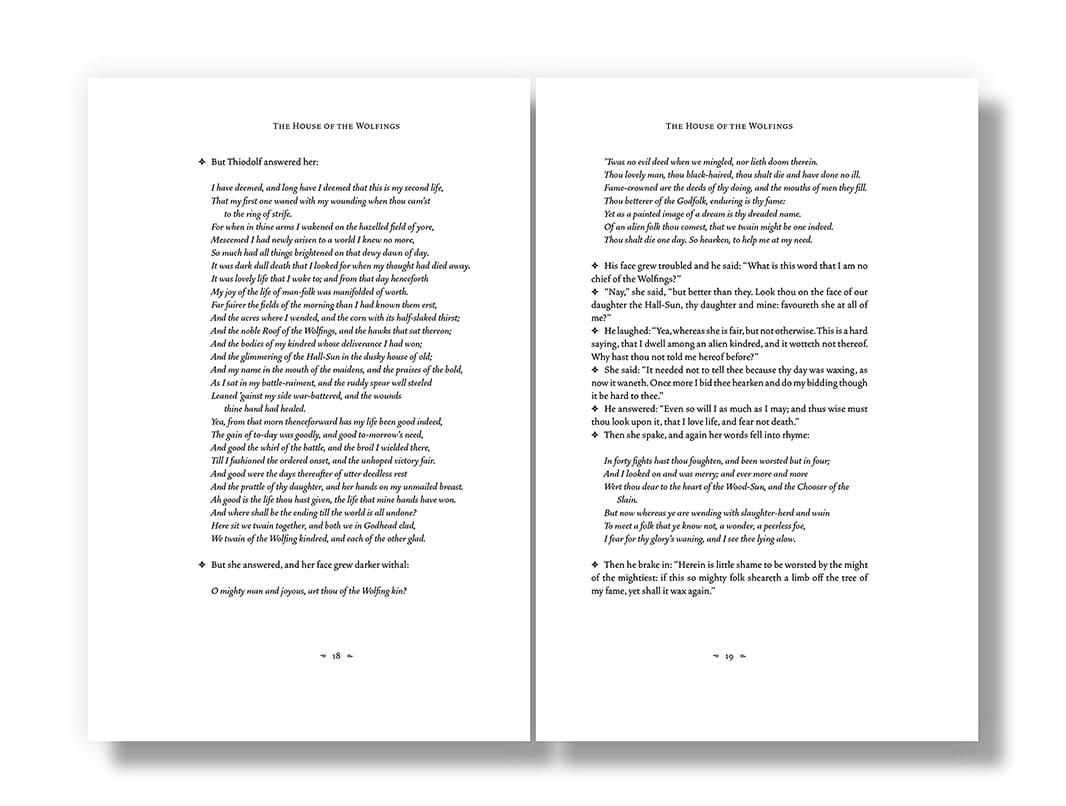 THE HOUSE OF THE WOLFINGS
❖ But Thiodolf answered her:
I have deemed, and long have I deemed that this is my second life,
That my first one waned with my wounding when thou cam'st
to the ring of strife.
For when in thine arms I wakened on the hazelled field of yore,
Meseemed I had newly arisen to a world I knew no more,
So much had all things brightened on that dewy dawn of day.
It was dark dull death that I looked for when my thought had died away.
It was lovely life that I woke to; and from that day henceforth
My joy of the life of man-folk was manifolded of worth.
Far fairer the fields of the morning than I had known them erst,
And the acres where I wended, and the corn with its half-slaked thirst;
And the noble Roof of the Wolfings, and the hawks that sat thereon;
And the bodies of my kindred whose deliverance I had won;
And the glimmering of the Hall-Sun in the dusky house of old;
And my name in the mouth of the maidens, and the praises of the bold,
As I sat in my battle-raiment, and the ruddy spear well steeled
Leaned 'gainst my side war-battered, and the wounds
thine hand had healed.
Yea, from that morn thenceforward has my life been good indeed,
The gain of to-day was goodly, and good to-morrow's need,
And good the whirl of the battle, and the broil I wielded there,
Till I fashioned the ordered onset, and the unhoped victory fair.
And good were the days thereafter of utter deedless rest
And the prattle of thy daughter, and her hands on my unmailed breast.
Ah good is the life thou hast given, the life that mine hands have won.
And where shall be the ending till the world is all undone?
Here sit we twain together, and both we in Godhead clad,
We twain of the Wolfing kindred, and each of the other glad.
❖ But she answered, and her face grew darker withal:
O mighty man and joyous, art thou of the Wolfing kin?
18
THE HOUSE OF THE WOLFINGS
'Twas no evil deed when we mingled, nor lieth doom therein.
Thou lovely man, thou black-haired, thou shalt die and have done no ill.
Fame-crowned are the deeds of thy doing, and the mouths of men they fill.
Thou betterer of the Godfolk, enduring is thy fame:
Yet as a painted image of a dream is thy dreaded name.
Of an alien folk thou comest, that we twain might be one indeed.
Thou shalt die one day. So hearken, to help me at my need.
❖ His face grew troubled and he said: "What is this word that I am no
chief of the Wolfings?"
❖ "Nay," she said, "but better than they. Look thou on the face of our
daughter the Hall-Sun, thy daughter and mine: favoureth she at all of
me?"
❖ He laughed: "Yea, whereas she is fair, but not otherwise. This is a hard
saying, that I dwell among an alien kindred, and it wotteth not thereof.
Why hast thou not told me hereof before?"
❖ She said: "It needed not to tell thee because thy day was waxing, as
now it waneth. Once more I bid thee hearken and do my bidding though
it be hard to thee."
❖ He answered: "Even so will I as much as I may; and thus wise must
thou look upon it, that I love life, and fear not death."
❖ Then she spake, and again her words fell into rhyme:
In forty fights hast thou foughten, and been worsted but in four;
And I looked on and was merry; and ever more and more
Wert thou dear to the heart of the Wood-Sun, and the Chooser of the
Slain.
But now whereas ye are wending with slaughter-herd and wain
To meet a folk that ye know not, a wonder, a peerless foe,
I fear for thy glory's waning, and I see thee lying alow.
❖ Then he brake in: "Herein is little shame to be worsted by the might
of the mightiest: if this so mighty folk sheareth a limb off the tree of
my fame, yet shall it wax again."
19